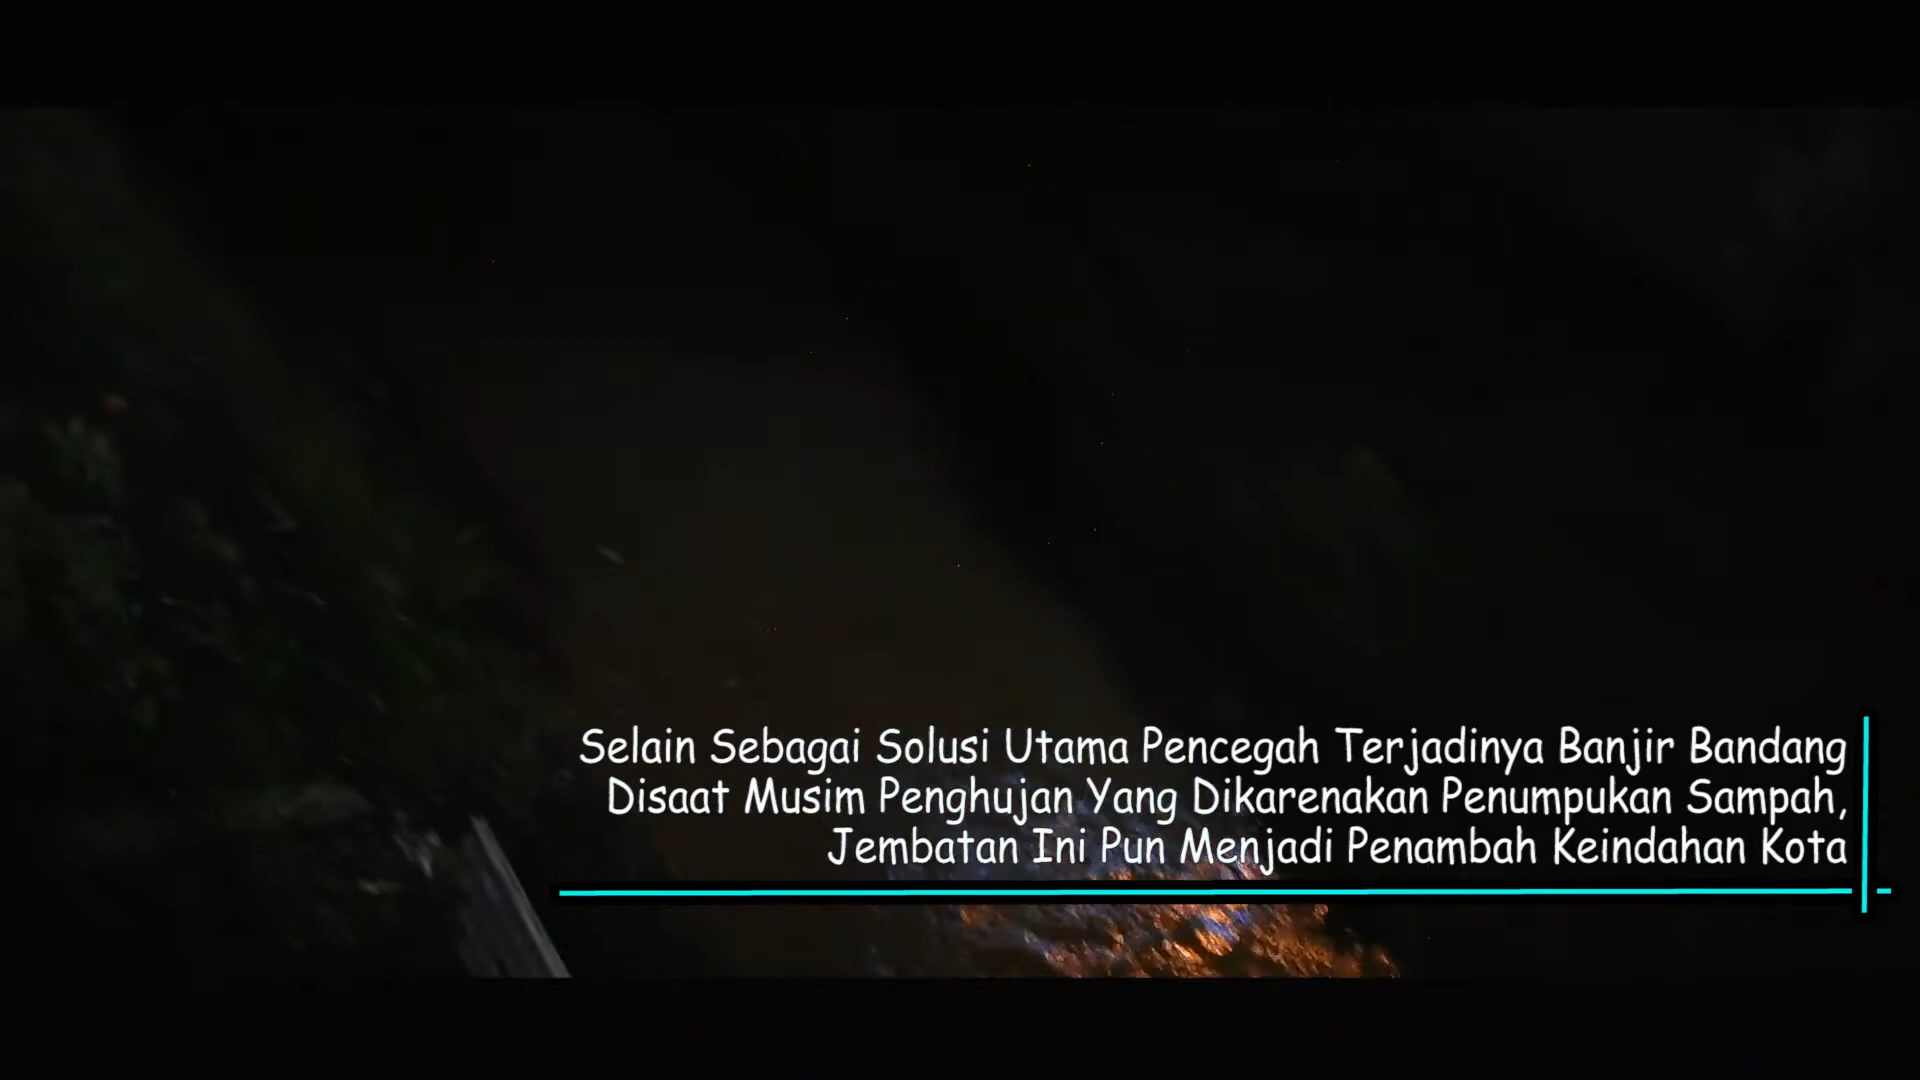 Selain Sebagai Solusi Utama Pencegah Terjadinya Banjir Bandang
Disaat Musim Penghujan Yang Dikarenakan Penumpukan Sampah,
Jembatan Ini Pun Menjadi Penambah Keindahan Kota